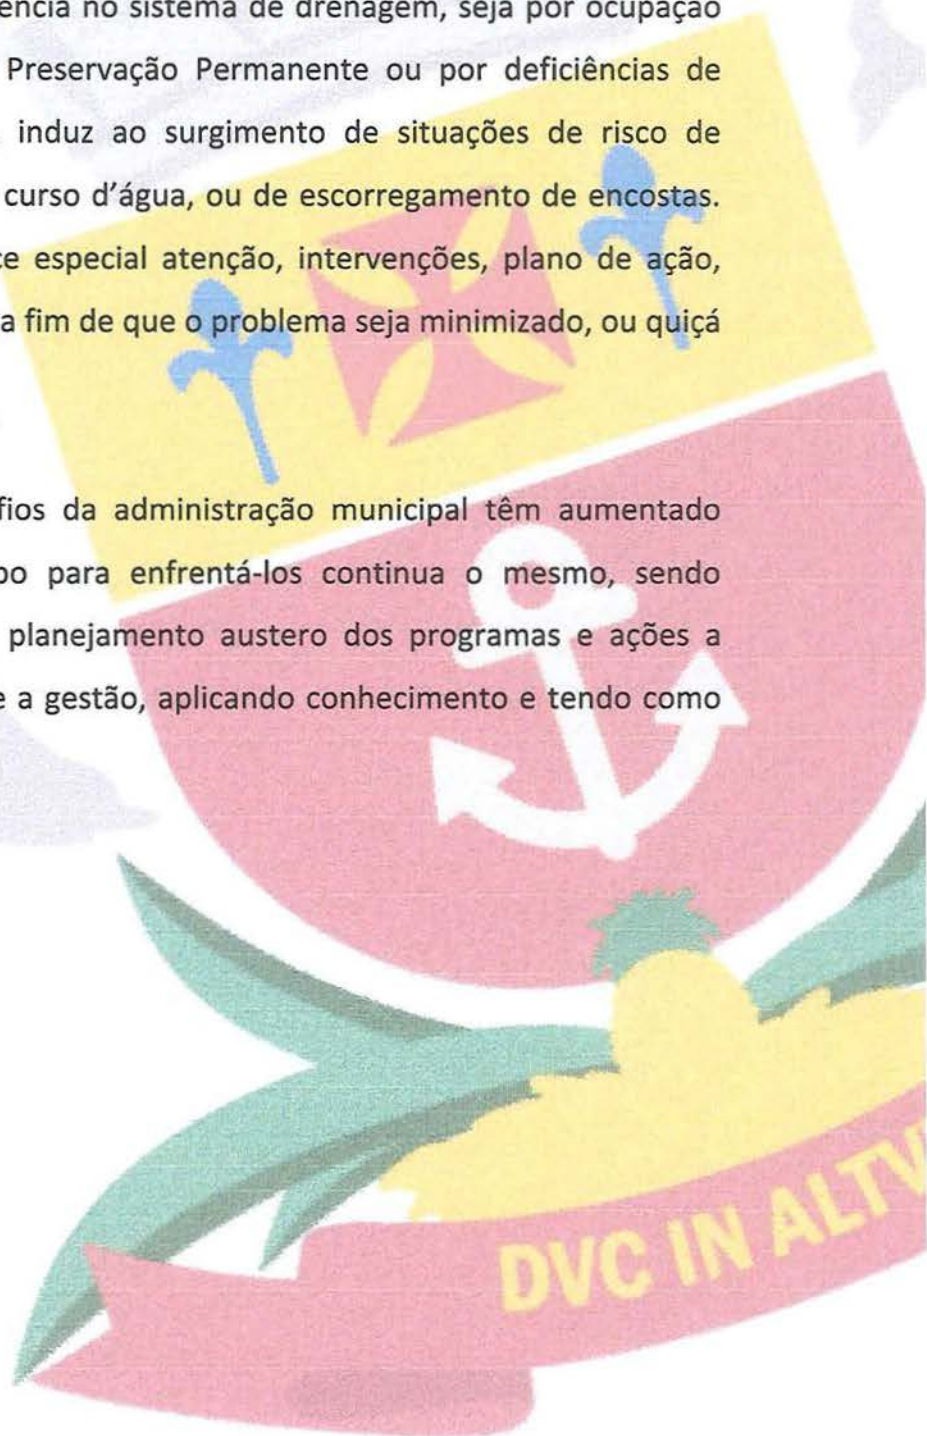 ência no sistema de drenagem, seja por ocupação
Preservação Permanente ou por deficiências de
induz ao surgimento de situações de risco de
curso d'água, ou de escorregamento de encostas.
e especial atenção, intervenções, plano de ação,
a fim de que o problema seja minimizado, ou quiçá
fios da administração municipal têm aumentado
po para enfrentá-los continua o mesmo, sendo
planejamento austero dos programas e ações a
e a gestão, aplicando conhecimento e tendo como
DVC IN ALTV